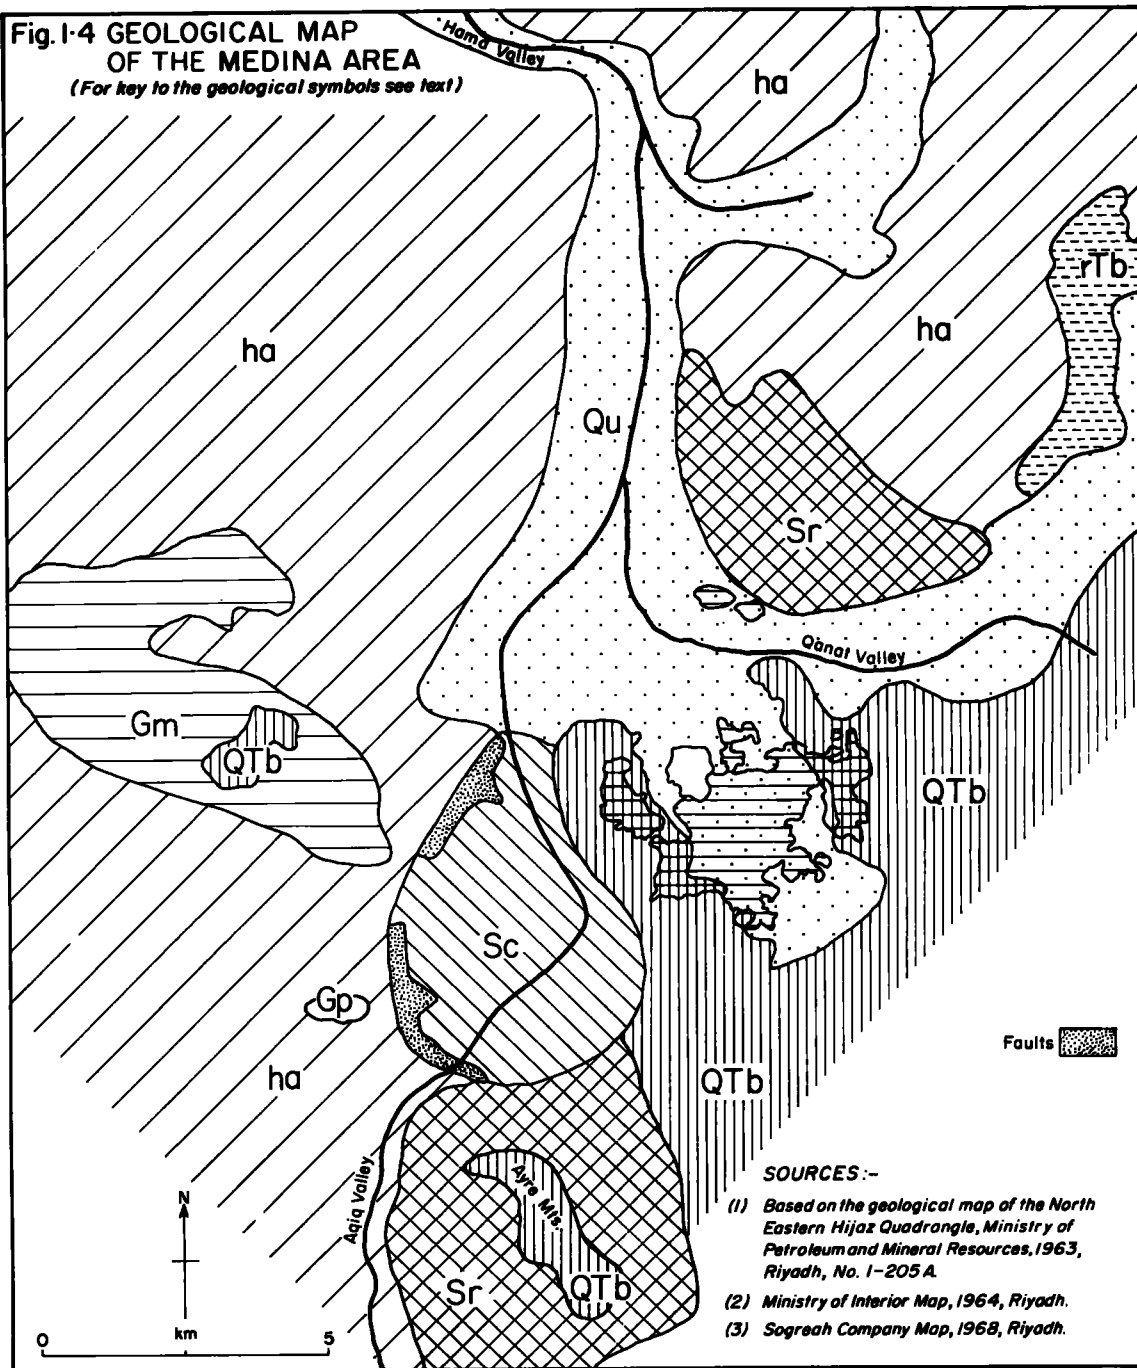 Fig. 1·4 GEOLOGICAL MAP
OF THE MEDINA AREA
(For key to the geological symbols see text)
Hamd Valley
ha
rTb
ha
ha
Qu
Sr
Qanat Valley
Gm
QTb
QTb
Sc
Gp
Faults
ha
QTb
Aqiq Valley
Ayre Mts.
Sr
QTb
N
0 km 5
SOURCES:-
(1) Based on the geological map of the North
Eastern Hijaz Quadrangle, Ministry of
Petroleum and Mineral Resources, 1963,
Riyadh, No. 1-205 A.
(2) Ministry of Interior Map, 1964, Riyadh.
(3) Sogreah Company Map, 1968, Riyadh.